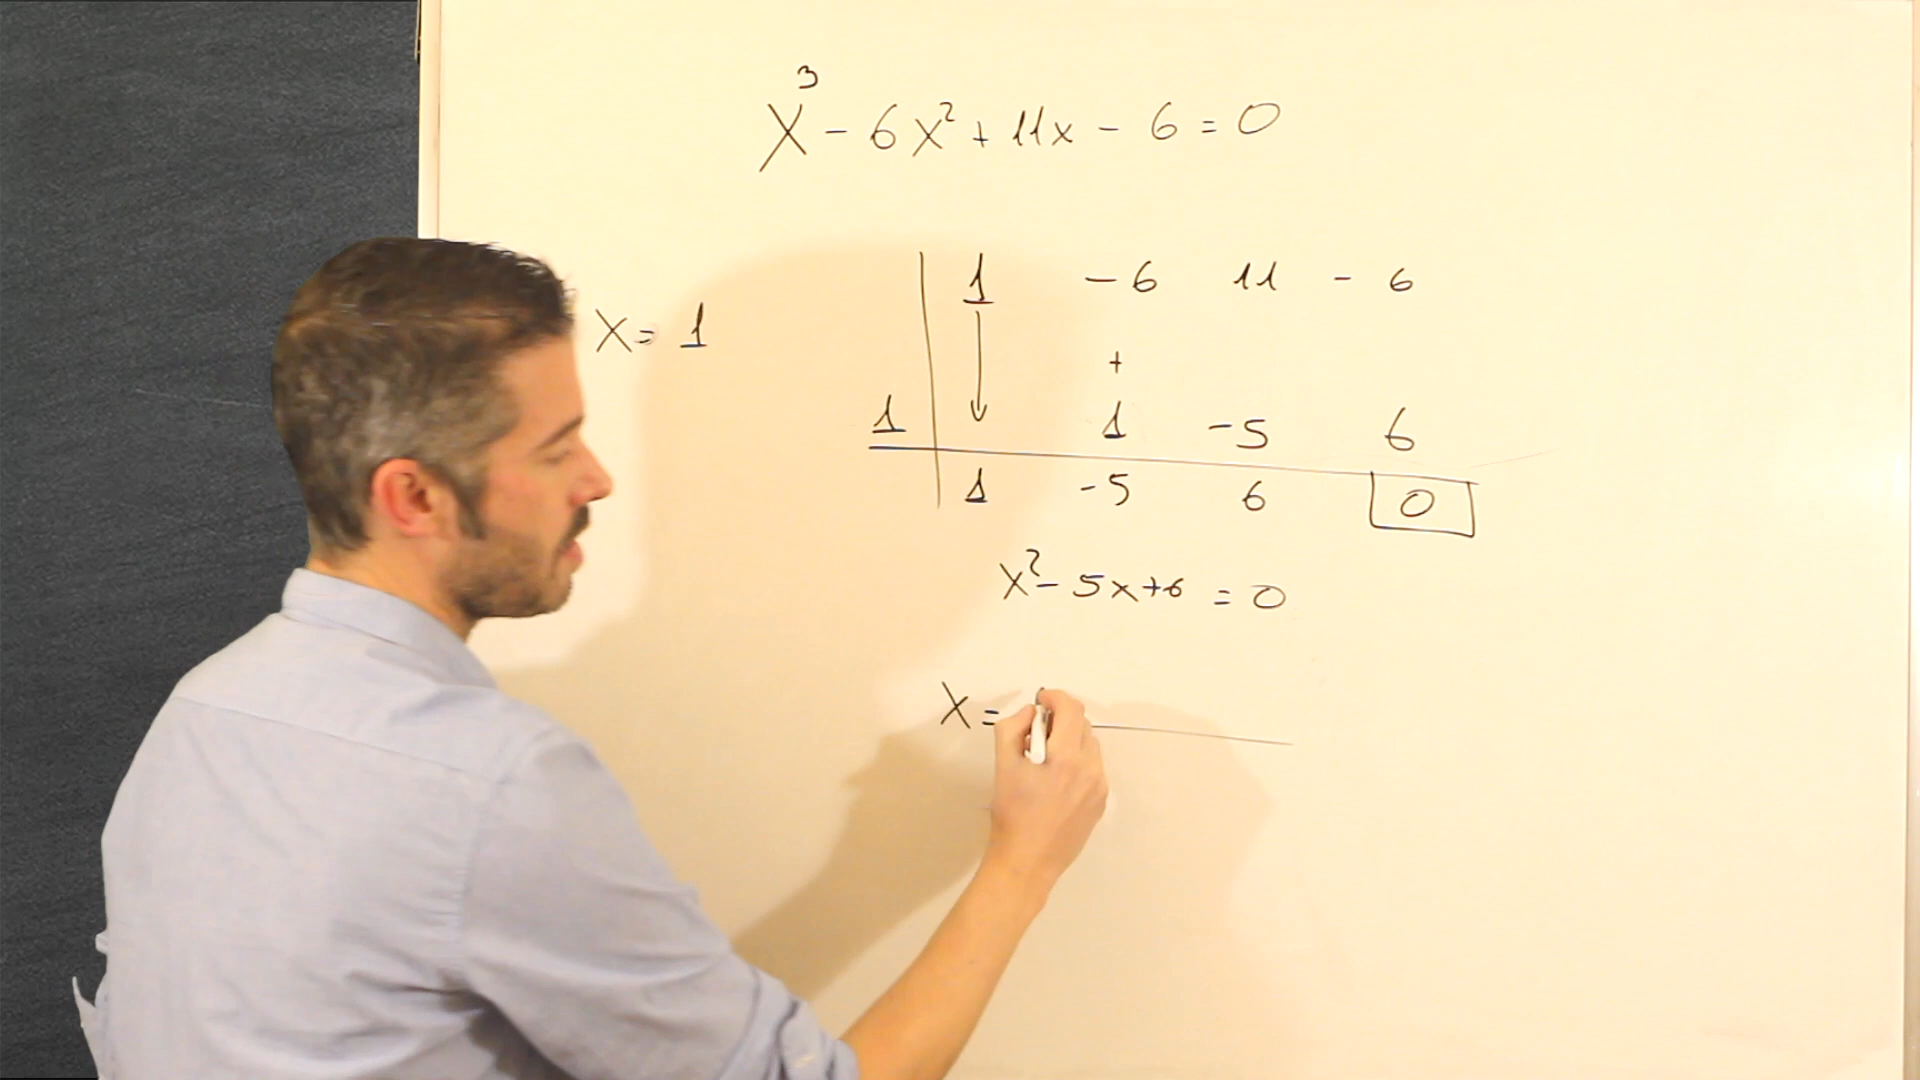 x³ - 6x² + 11x - 6 = 0
1 -6 11 -6
x = 1
+
1 1 -5 6
1 -5 6 0
x² - 5x + 6 = 0
x =